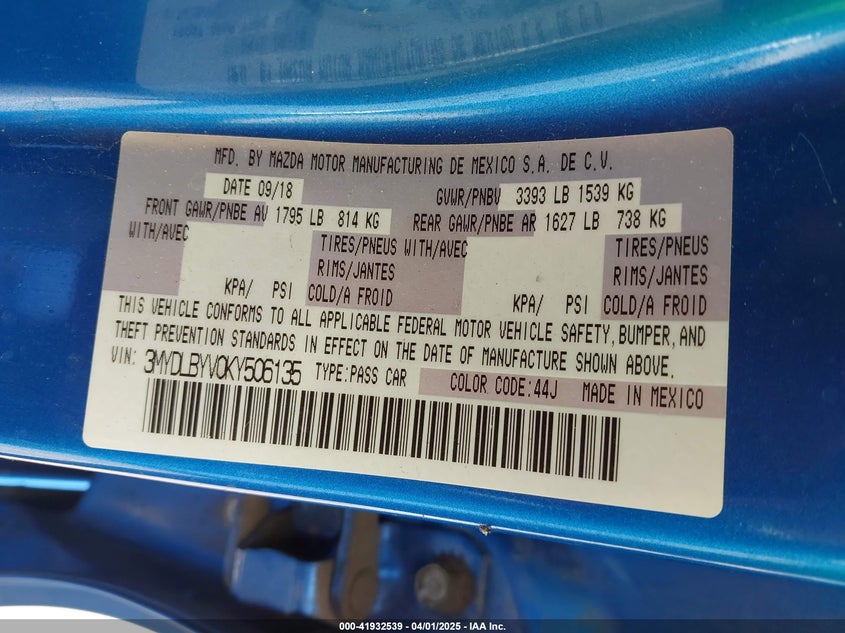 MFD. BY MAZDA MOTOR MANUFACTURING DE MEXICO S.A. DE C.V.
DATE 09/18 GVWR/PNBV 3393 LB 1539 KG
FRONT GAWR/PNBE AV 1795 LB 814 KG REAR GAWR/PNBE AR 1627 LB 738 KG
WITH/AVEC TIRES/PNEUS WITH/AVEC TIRES/PNEUS
RIMS/JANTES RIMS/JANTES
KPA/ PSI COLD/A FROID KPA/ PSI COLD/A FROID
THIS VEHICLE CONFORMS TO ALL APPLICABLE FEDERAL MOTOR VEHICLE SAFETY, BUMPER, AND
THEFT PREVENTION STANDARDS IN EFFECT ON THE DATE OF MANUFACTURE SHOWN ABOVE.
VIN: 3MYDLBYV0KY506135 TYPE:PASS CAR COLOR CODE:44J MADE IN MEXICO
000-41932539 - 04/01/2025 - IAA Inc.